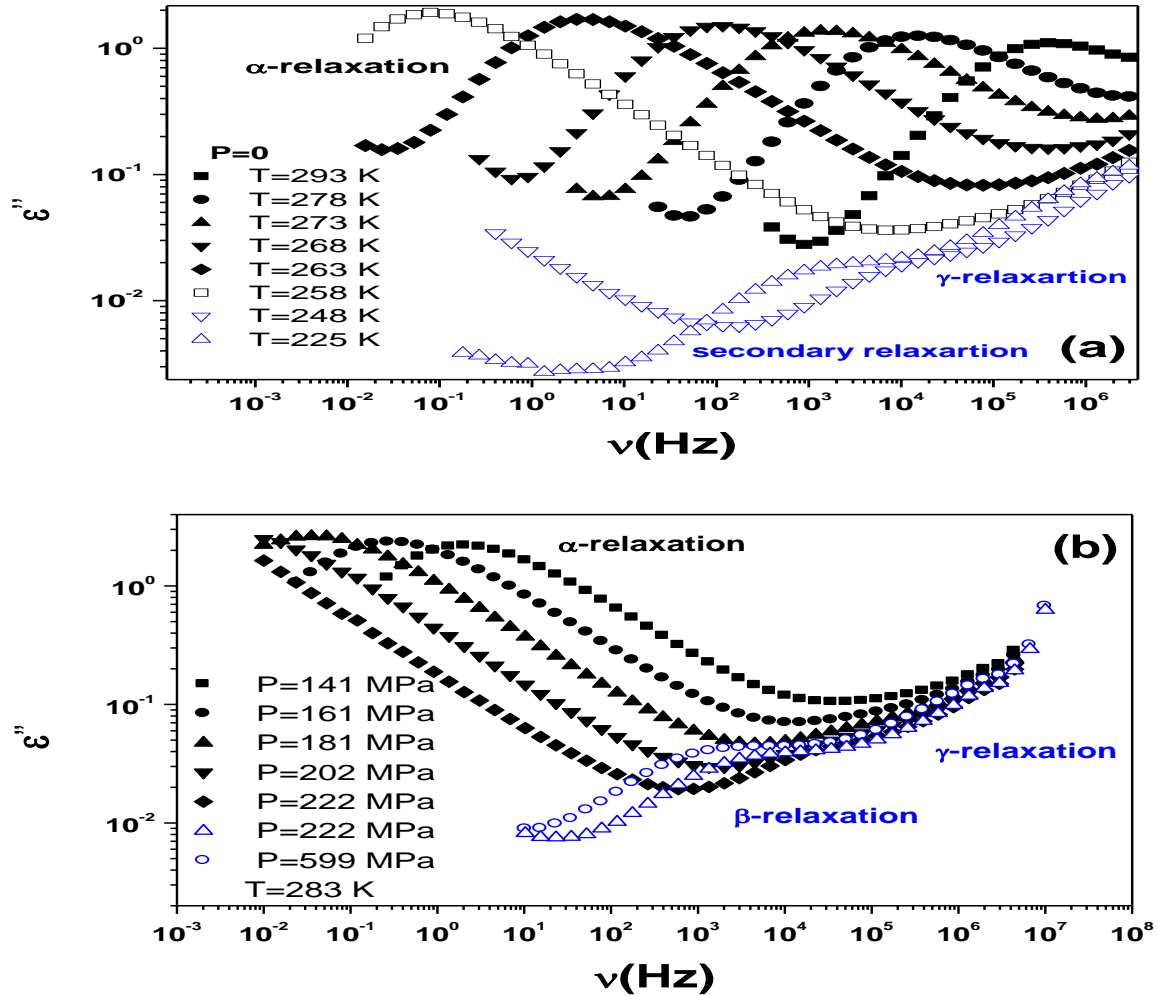 10⁰
10⁻¹
10⁻²
ε"
α-relaxation
P=0
T=293 K
T=278 K
T=273 K
T=268 K
T=263 K
T=258 K
T=248 K
T=225 K
γ-relaxartion
secondary relaxartion
(a)
10⁻³ 10⁻² 10⁻¹ 10⁰ 10¹ 10² 10³ 10⁴ 10⁵ 10⁶
ν(Hz)
10⁰
10⁻¹
10⁻²
ε"
α-relaxation
(b)
P=141 MPa
P=161 MPa
P=181 MPa
P=202 MPa
P=222 MPa
P=222 MPa
P=599 MPa
T=283 K
γ-relaxation
β-relaxation
10⁻³ 10⁻² 10⁻¹ 10⁰ 10¹ 10² 10³ 10⁴ 10⁵ 10⁶ 10⁷ 10⁸
ν(Hz)